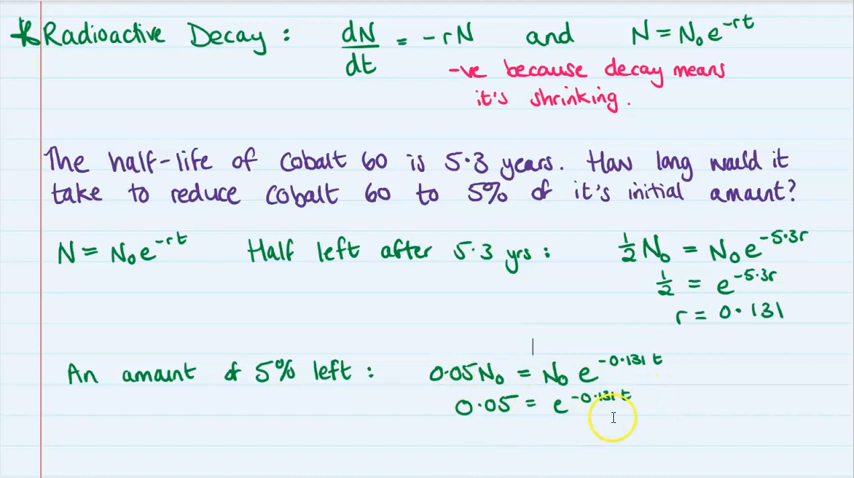 * Radioactive Decay : dN/dt = -rN and N = N₀e^-rt
-ve because decay means
it's shrinking.
The half-life of Cobalt 60 is 5.3 years. How long would it
take to reduce Cobalt 60 to 5% of it's initial amount?
N = N₀e^-rt Half left after 5.3 yrs : ½N₀ = N₀e^-5.3r
½ = e^-5.3r
r = 0.131
An amount of 5% left : 0.05N₀ = N₀ e^-0.131t
0.05 = e^-0.131t